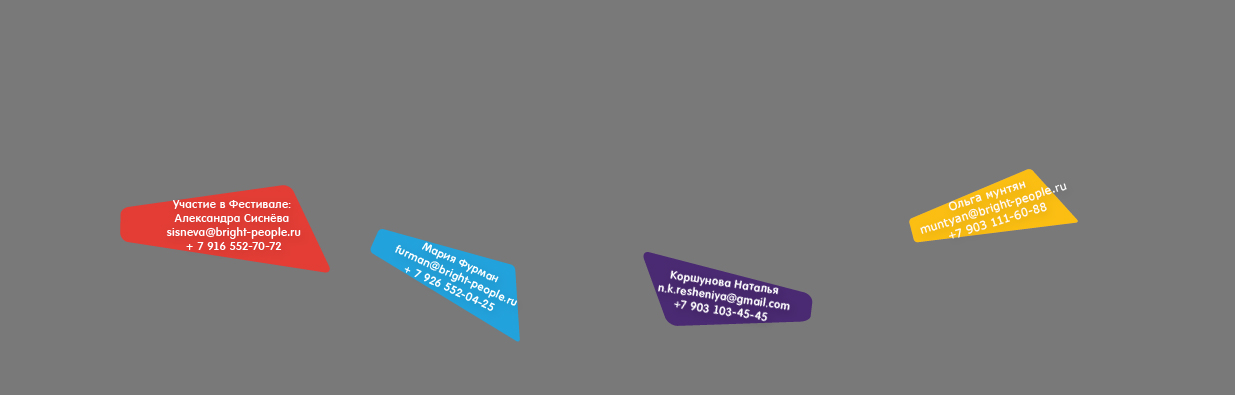 Участие в Фестивале:
Александра Сиснёва
sisneva@bright-people.ru
+ 7 916 552-70-72
Мария Фурман
furman@bright-people.ru
+ 7 926 552-04-25
Коршунова Наталья
n.k.resheniya@gmail.com
+7 903 103-45-45
Ольга мунтян
muntyan@bright-people.ru
+7 903 111-60-88